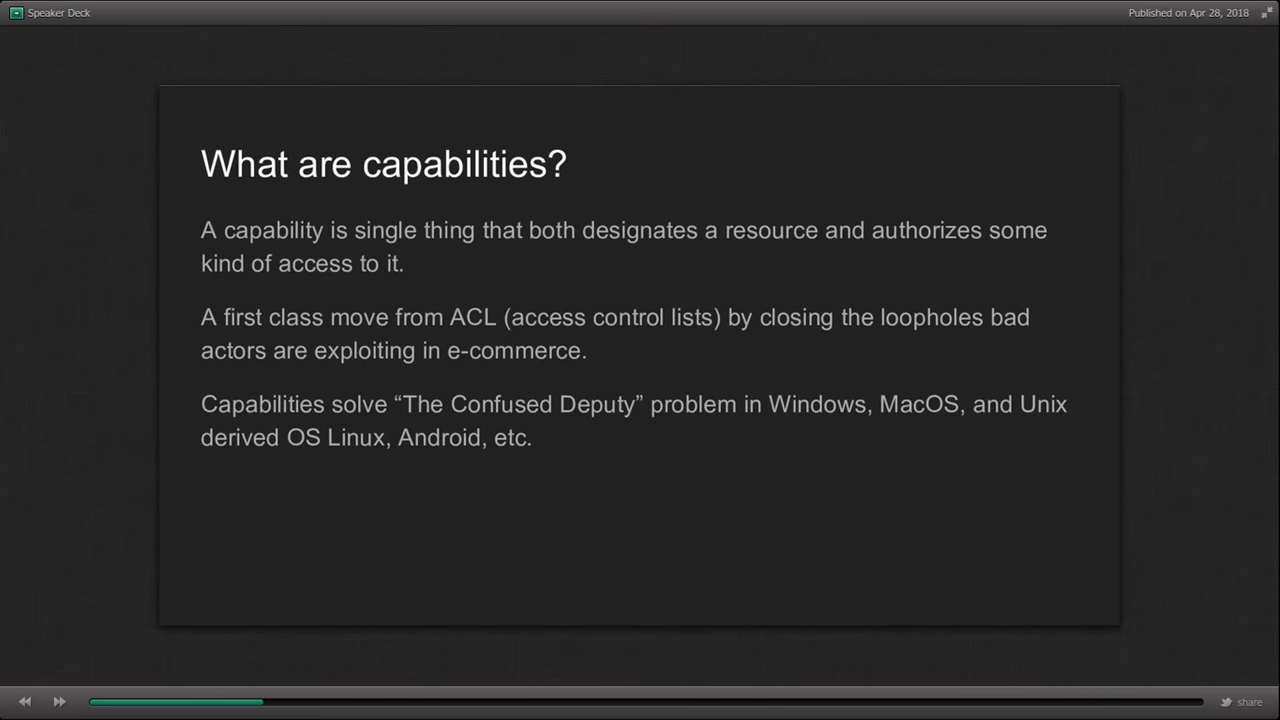 Speaker Deck
Published on Apr 28, 2018
What are capabilities?
A capability is single thing that both designates a resource and authorizes some
kind of access to it.
A first class move from ACL (access control lists) by closing the loopholes bad
actors are exploiting in e-commerce.
Capabilities solve “The Confused Deputy” problem in Windows, MacOS, and Unix
derived OS Linux, Android, etc.
share